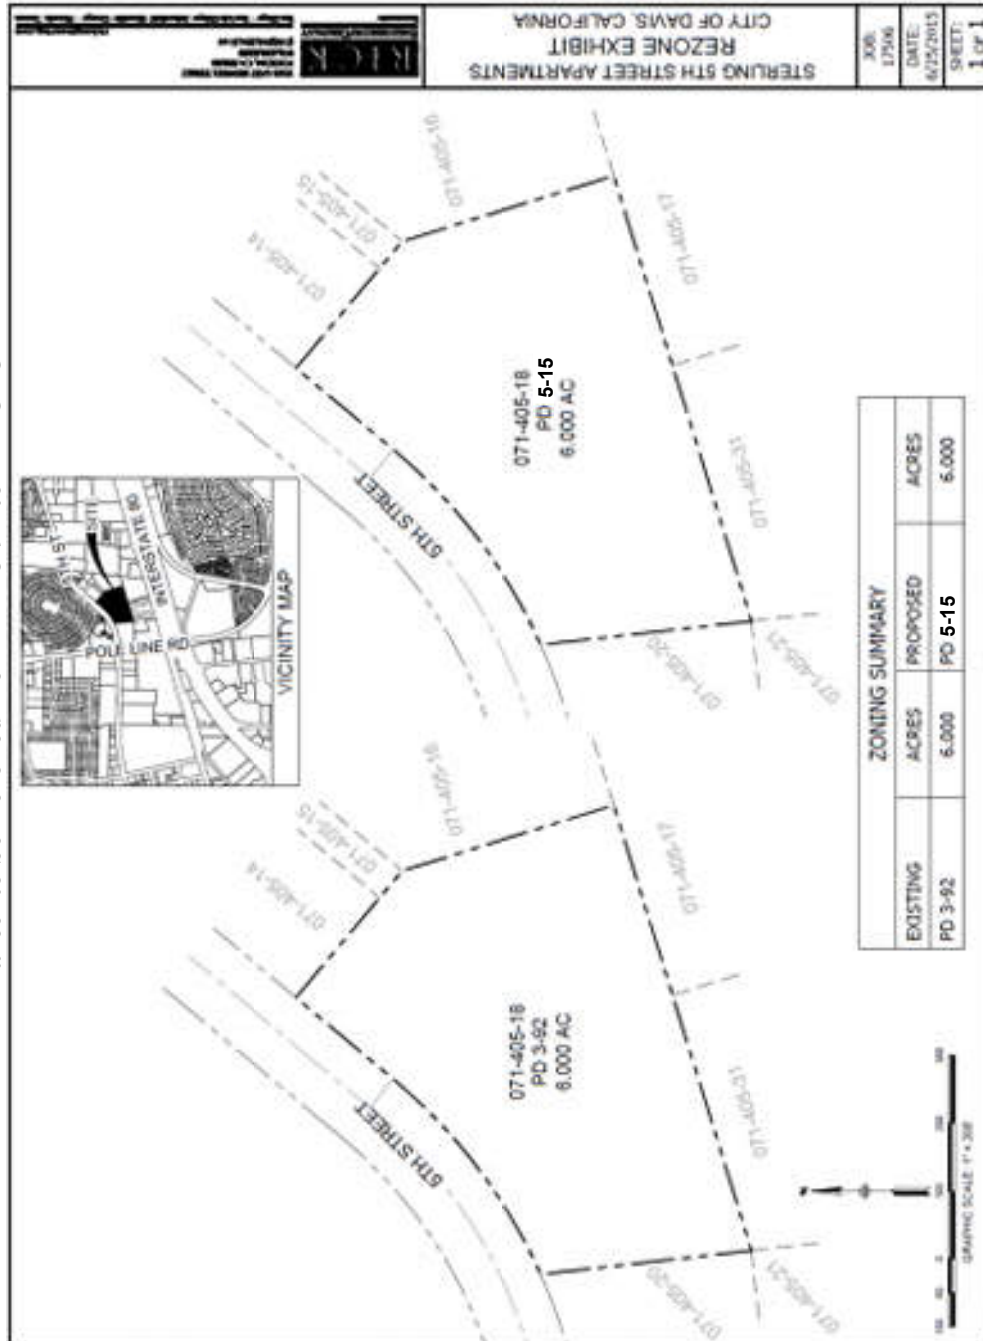 STERLING 5TH STREET APARTMENTS
REZONE EXHIBIT
CITY OF DAVIS, CALIFORNIA
RICK
JOB:
17506
DATE:
6/25/2015
SHEET:
1 OF 1
5TH ST
SITE
INTERSTATE 80
POLE LINE RD
VICINITY MAP
071-405-14
071-405-15
071-405-16
5TH STREET
071-405-18
PD 3-92
6.000 AC
071-405-17
071-405-31
071-405-20
071-405-21
071-405-14
071-405-15
071-405-16
5TH STREET
071-405-18
PD 5-15
6.000 AC
071-405-17
071-405-31
071-405-20
071-405-21
ZONING SUMMARY
EXISTING ACRES PROPOSED ACRES
PD 3-92 6.000 PD 5-15 6.000
GRAPHIC SCALE